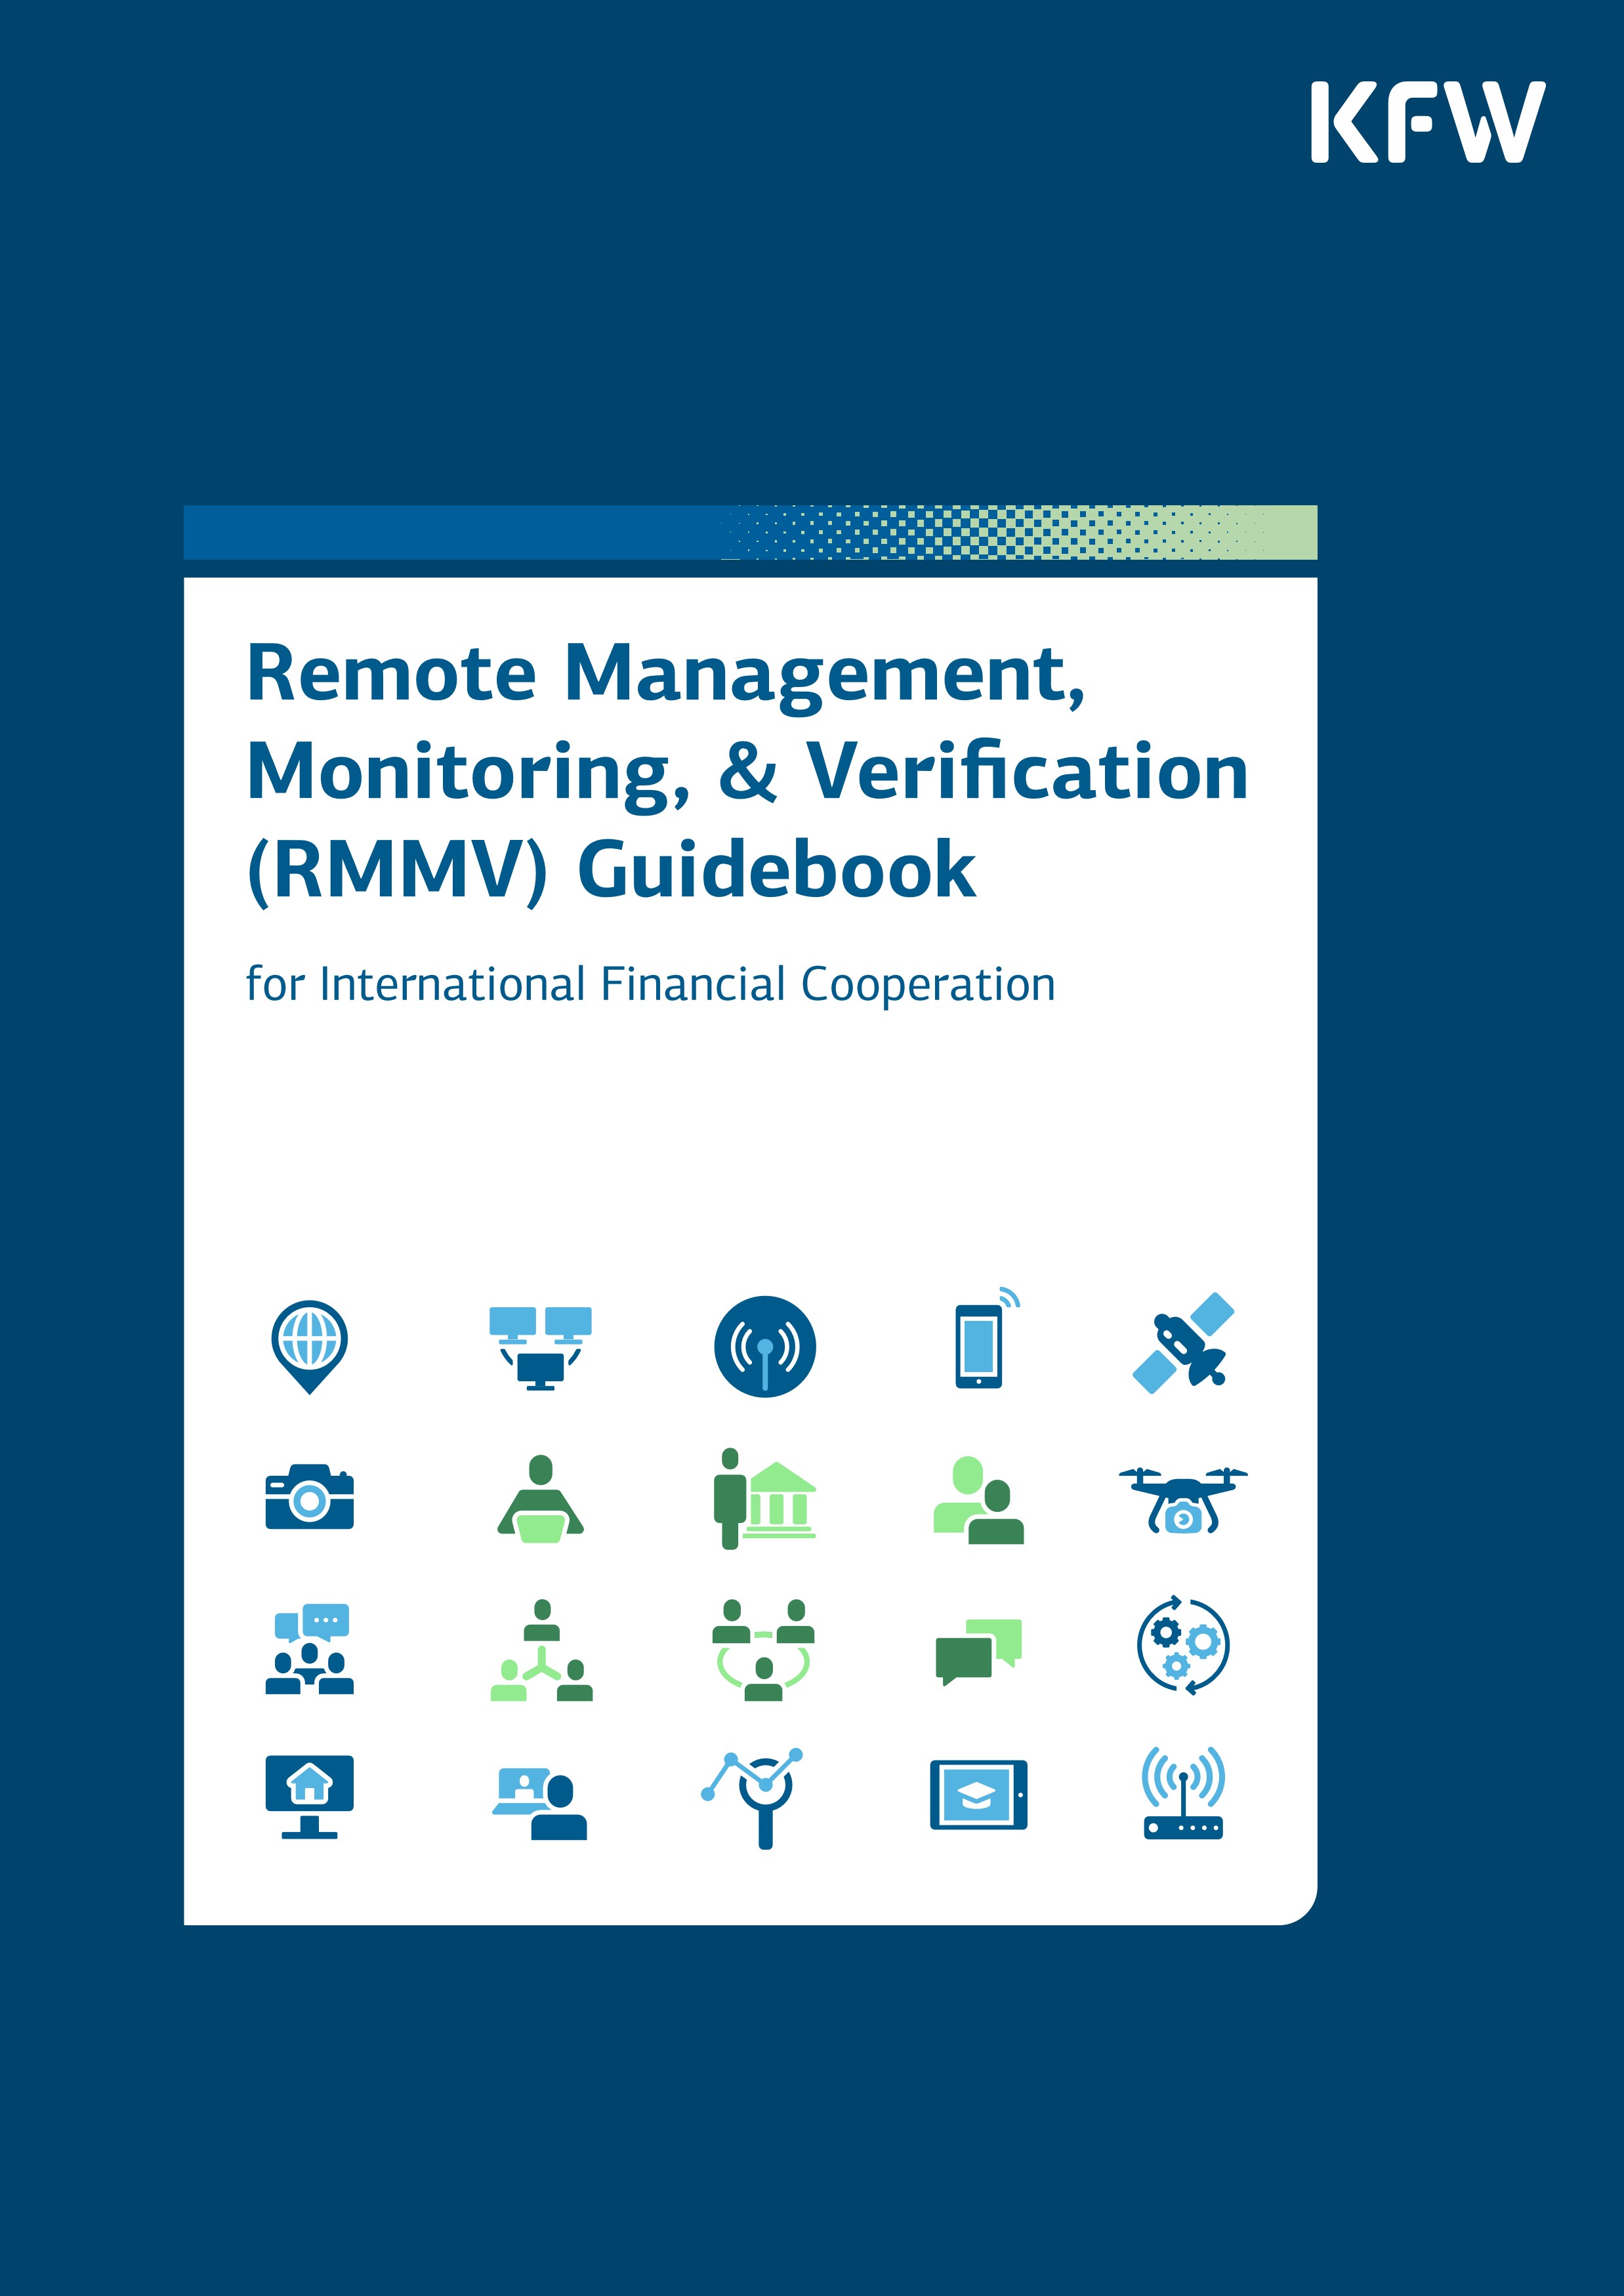 KFW
Remote Management,
Monitoring, & Verification
(RMMV) Guidebook
for International Financial Cooperation